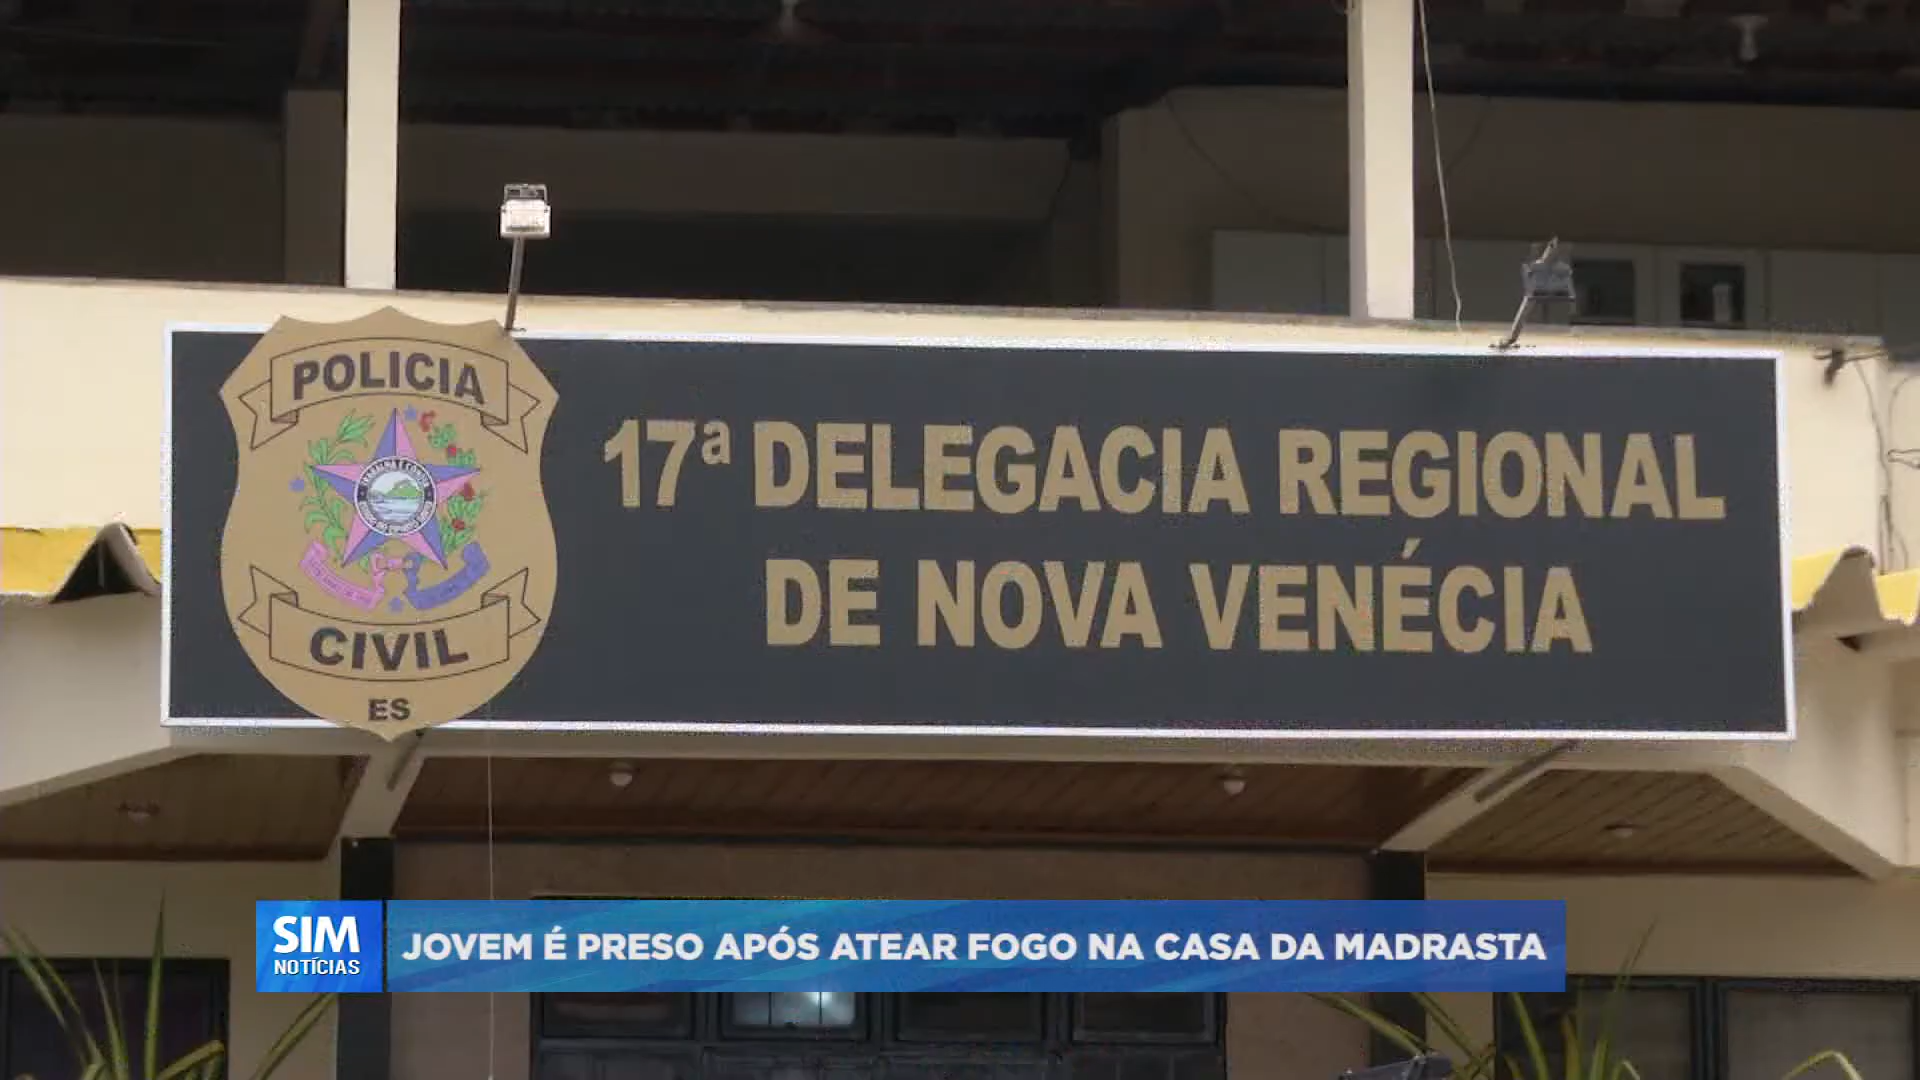 POLICIA
CIVIL
ES
17ª DELEGACIA REGIONAL
DE NOVA VENÉCIA
SIM
NOTÍCIAS
JOVEM É PRESO APÓS ATEAR FOGO NA CASA DA MADRASTA